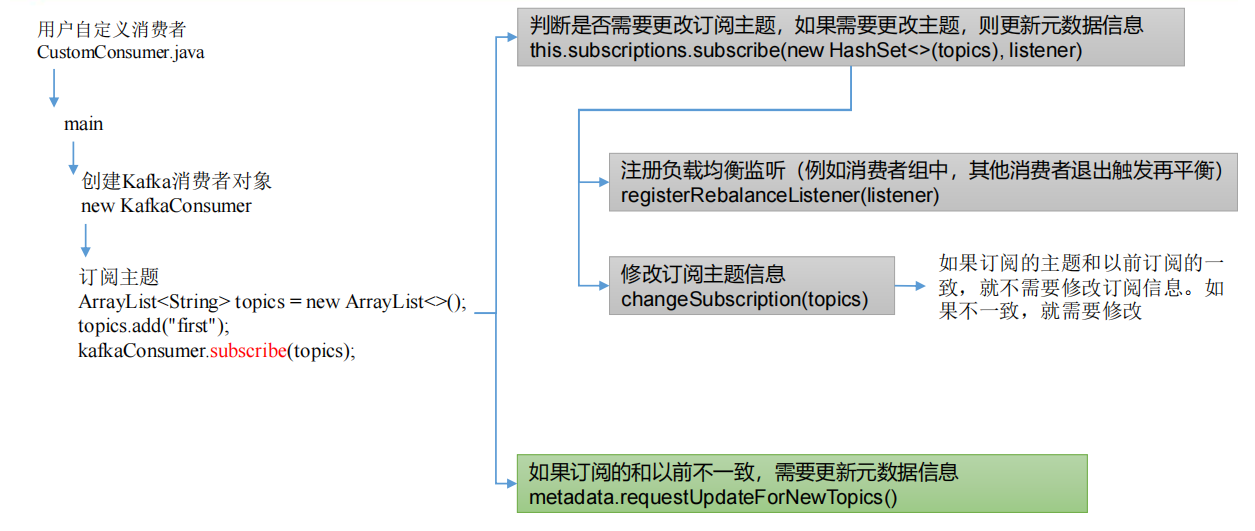 用户自定义消费者
CustomConsumer.java
main
创建Kafka消费者对象
new KafkaConsumer
订阅主题
ArrayList<String> topics = new ArrayList<>();
topics.add("first");
kafkaConsumer.subscribe(topics);
判断是否需要更改订阅主题，如果需要更改主题，则更新元数据信息
this.subscriptions.subscribe(new HashSet<>(topics), listener)
注册负载均衡监听（例如消费者组中，其他消费者退出触发再平衡）
registerRebalanceListener(listener)
修改订阅主题信息
changeSubscription(topics)
如果订阅的主题和以前订阅的一
致，就不需要修改订阅信息。如
果不一致，就需要修改
如果订阅的和以前不一致，需要更新元数据信息
metadata.requestUpdateForNewTopics()